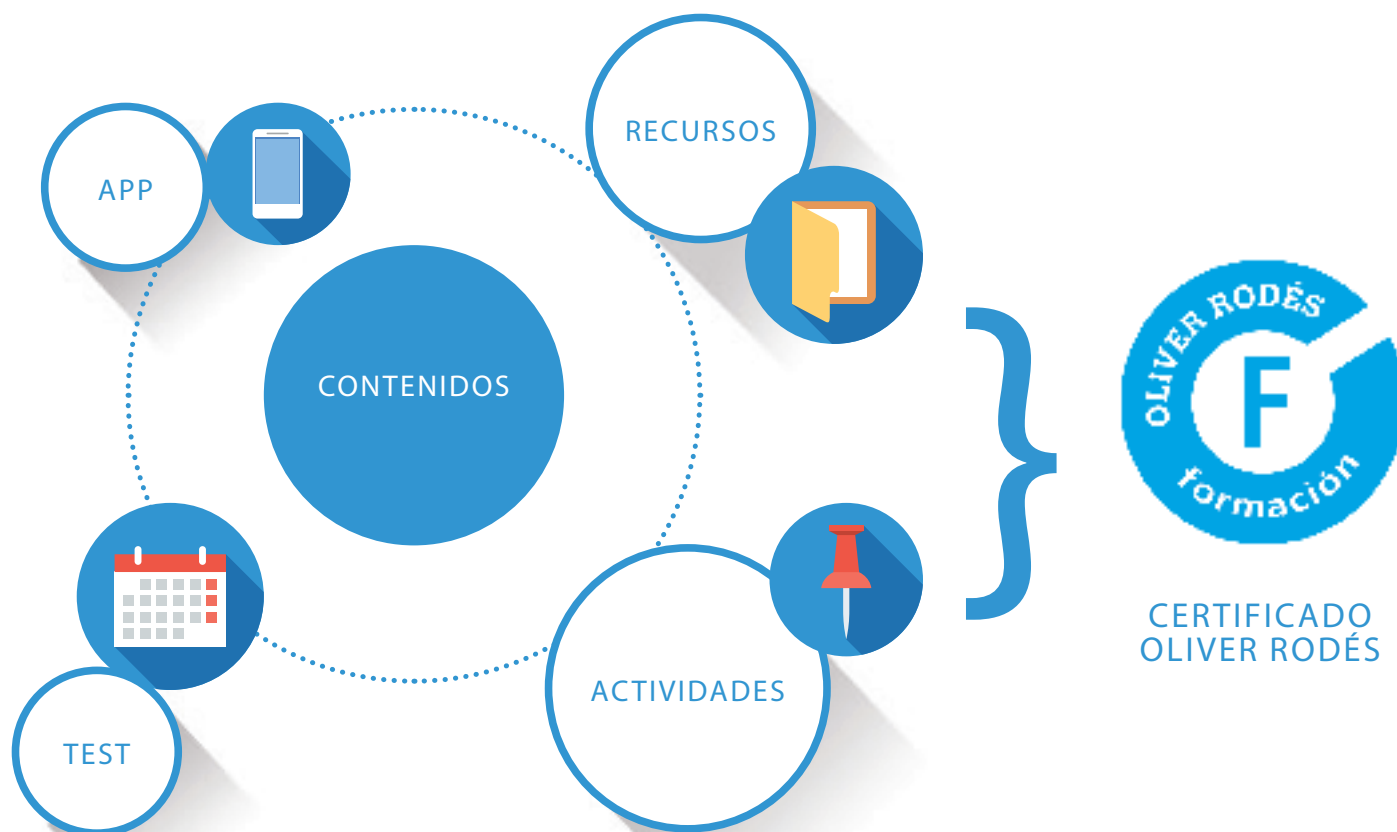 APP
RECURSOS
CONTENIDOS
TEST
ACTIVIDADES
OLIVER RODÉS
F
formación
CERTIFICADO
OLIVER RODÉS